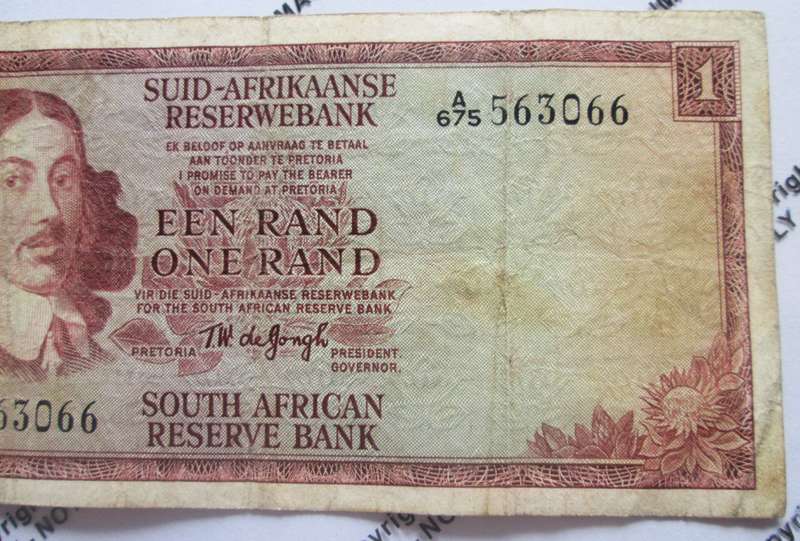 SUID-AFRIKAANSE
RESERWEBANK
A/675 563066
1
EK BELOOF OP AANVRAAG TE BETAAL
AAN TOONDER TE PRETORIA
I PROMISE TO PAY THE BEARER
ON DEMAND AT PRETORIA
EEN RAND
ONE RAND
VIR DIE SUID-AFRIKAANSE RESERWEBANK
FOR THE SOUTH AFRICAN RESERVE BANK
T.W. de Jongh
PRETORIA
PRESIDENT.
GOVERNOR.
63066
SOUTH AFRICAN
RESERVE BANK